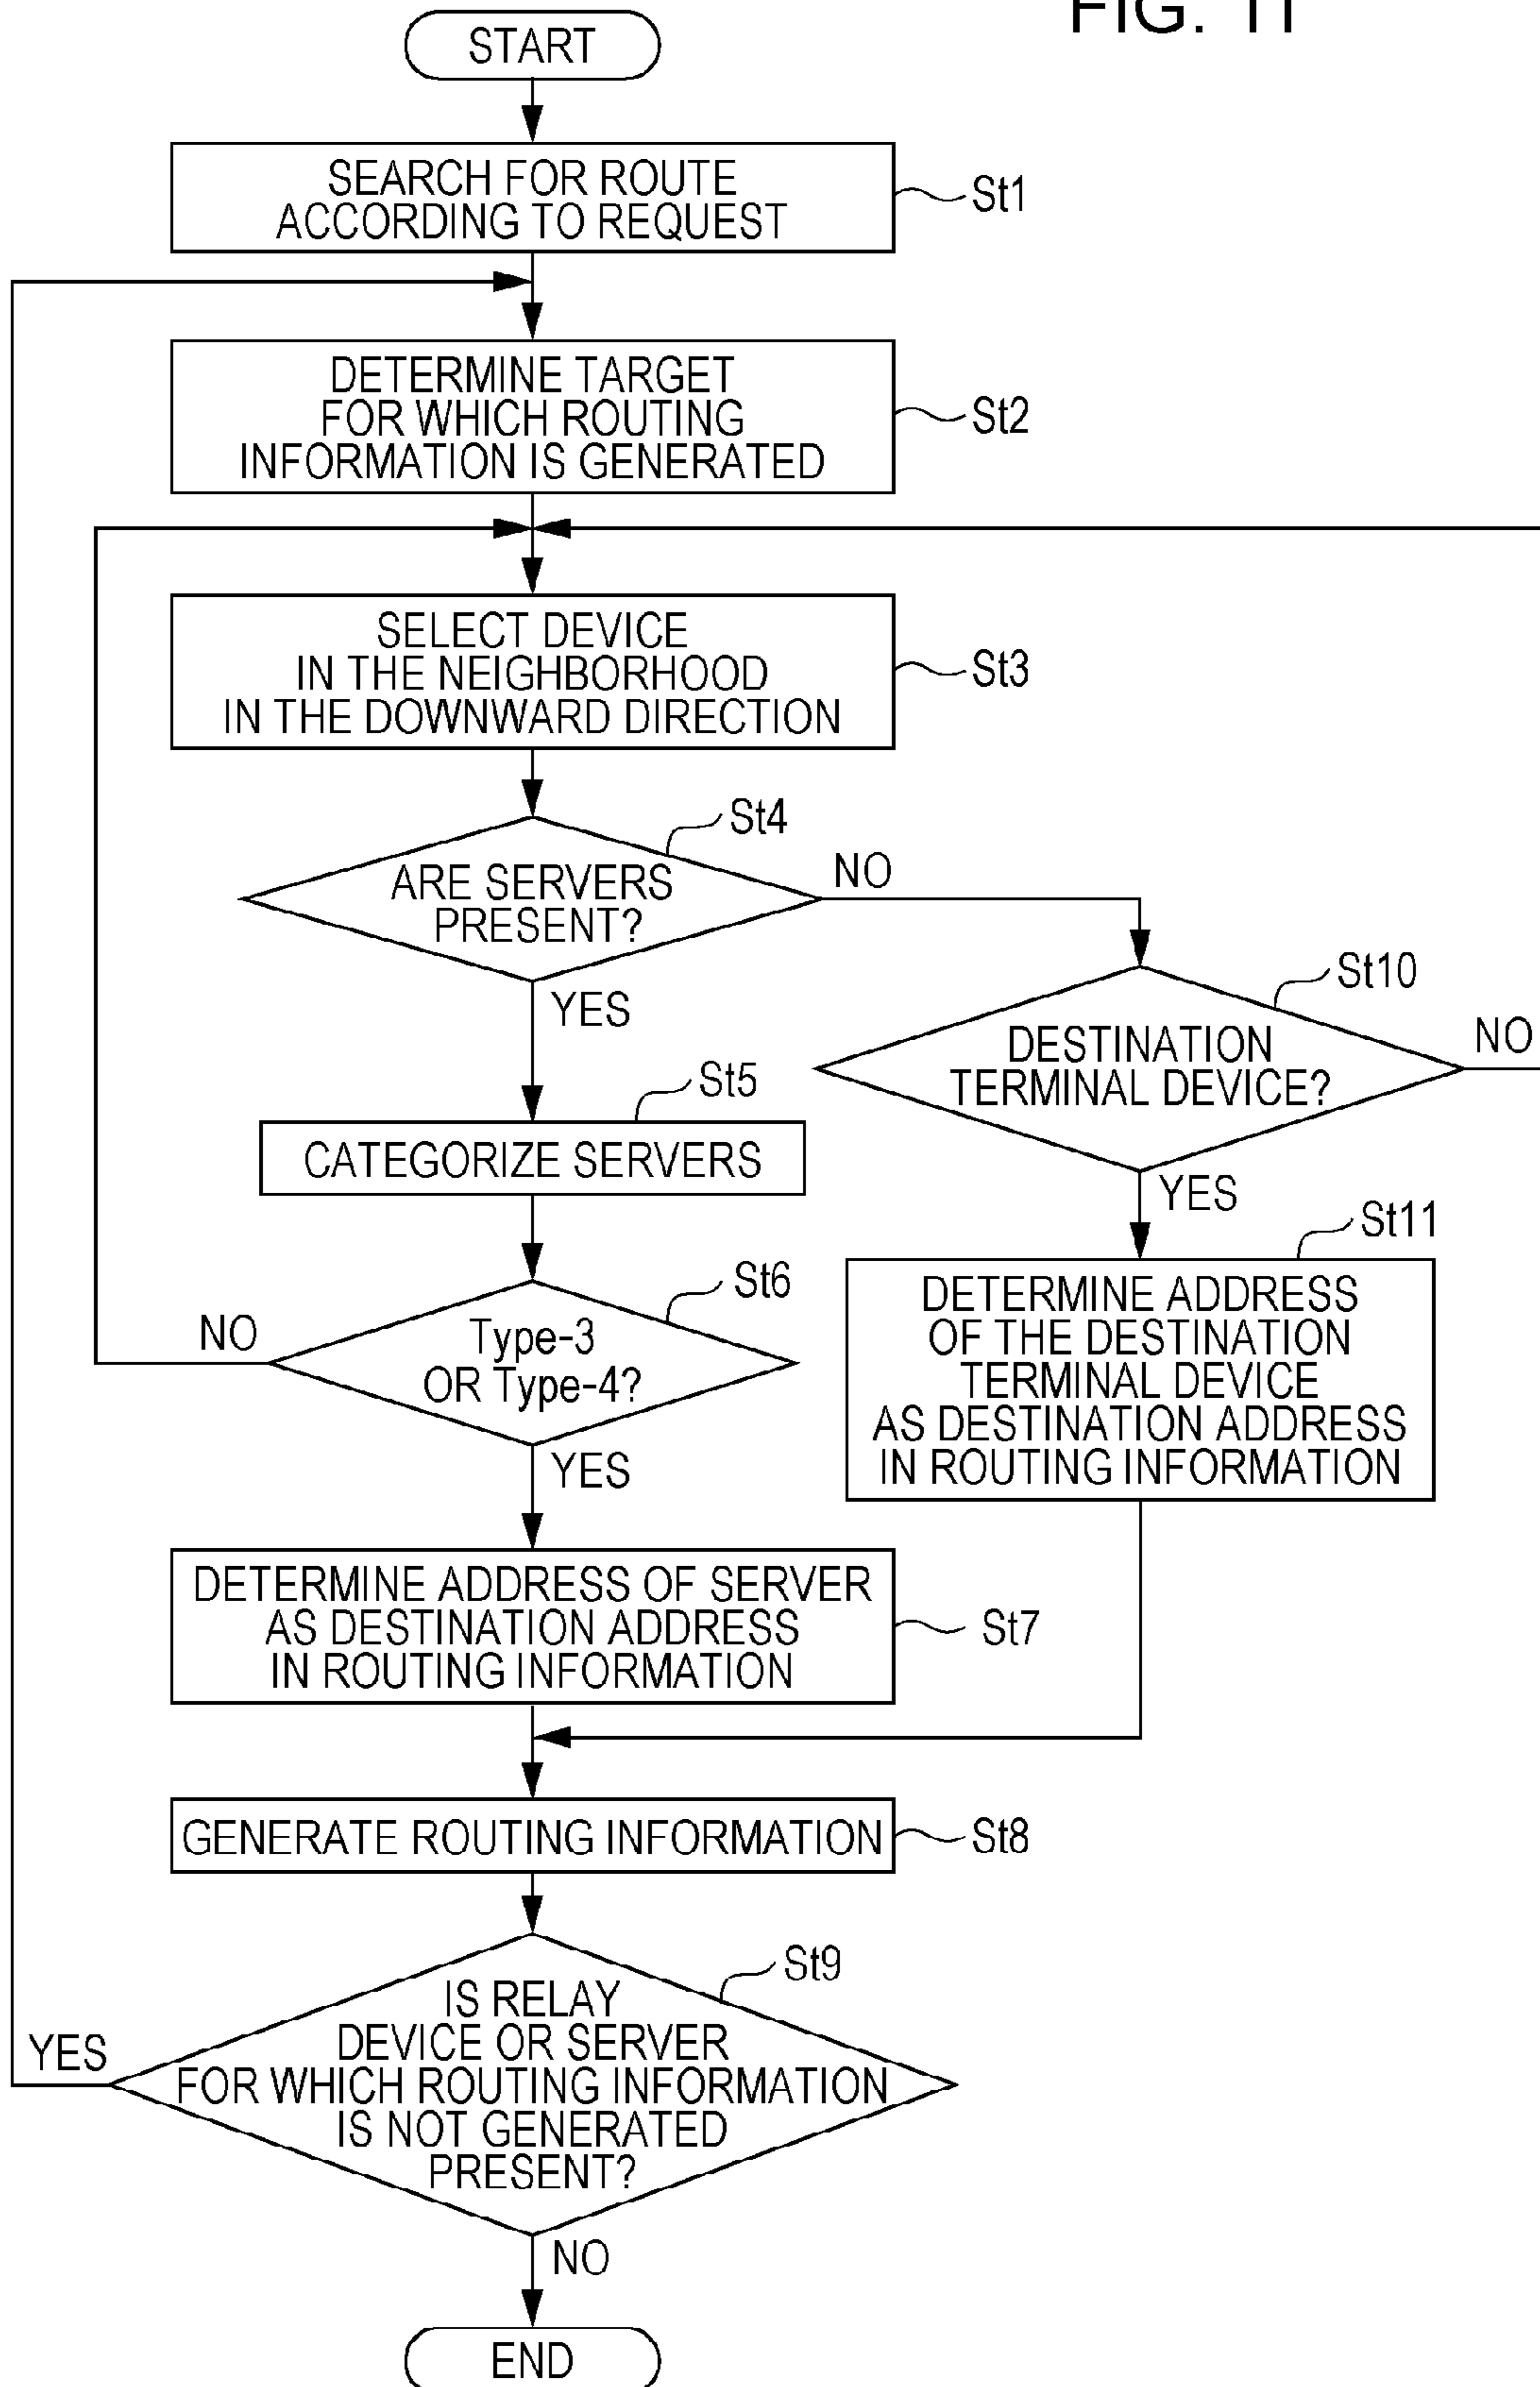 FIG. 11
START
SEARCH FOR ROUTE
ACCORDING TO REQUEST
St1
DETERMINE TARGET
FOR WHICH ROUTING
INFORMATION IS GENERATED
St2
SELECT DEVICE
IN THE NEIGHBORHOOD
IN THE DOWNWARD DIRECTION
St3
St4
ARE SERVERS
PRESENT?
NO
YES
St10
DESTINATION
TERMINAL DEVICE?
NO
YES
St5
CATEGORIZE SERVERS
St11
DETERMINE ADDRESS
OF THE DESTINATION
TERMINAL DEVICE
AS DESTINATION ADDRESS
IN ROUTING INFORMATION
St6
Type-3
OR Type-4?
NO
YES
DETERMINE ADDRESS OF SERVER
AS DESTINATION ADDRESS
IN ROUTING INFORMATION
St7
GENERATE ROUTING INFORMATION
St8
St9
IS RELAY
DEVICE OR SERVER
FOR WHICH ROUTING INFORMATION
IS NOT GENERATED
PRESENT?
YES
NO
END